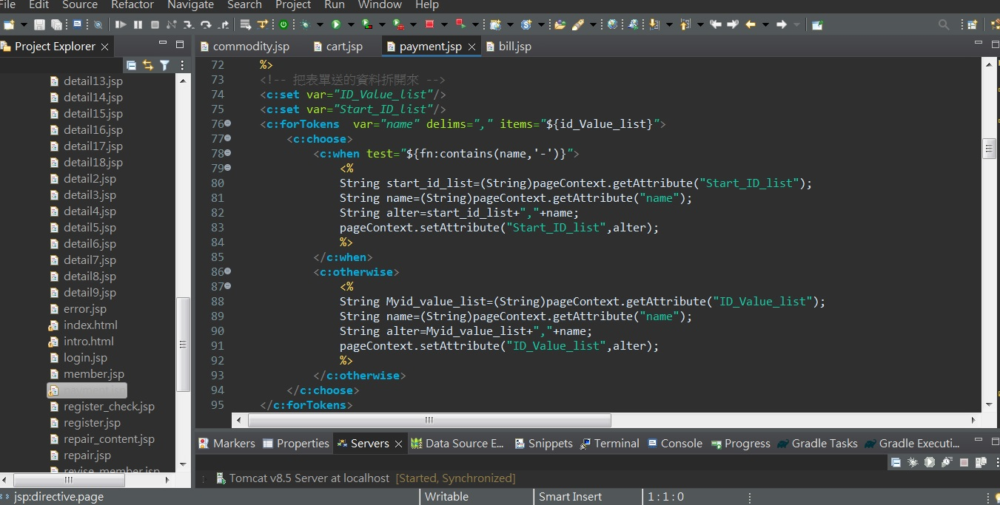 File Edit Source Refactor Navigate Search Project Run Window Help
Project Explorer
commodity.jsp cart.jsp payment.jsp bill.jsp
detail13.jsp
detail14.jsp
detail15.jsp
detail16.jsp
detail17.jsp
detail18.jsp
detail2.jsp
detail3.jsp
detail4.jsp
detail5.jsp
detail6.jsp
detail7.jsp
detail8.jsp
detail9.jsp
error.jsp
index.html
intro.html
login.jsp
member.jsp
payment.jsp
register_check.jsp
register.jsp
repair_content.jsp
repair.jsp
revise_member.jsp
72 %>
73 <!-- 把表單送的資料拆開來 -->
74 <c:set var="ID_Value_list"/>
75 <c:set var="Start_ID_list"/>
76 <c:forTokens  var="name" delims="," items="${id_Value_list}">
77 <c:choose>
78 <c:when test="${fn:contains(name,'-')}">
79 <%
80 String start_id_list=(String)pageContext.getAttribute("Start_ID_list");
81 String name=(String)pageContext.getAttribute("name");
82 String alter=start_id_list+","+name;
83 pageContext.setAttribute("Start_ID_list",alter);
84 %>
85 </c:when>
86 <c:otherwise>
87 <%
88 String Myid_value_list=(String)pageContext.getAttribute("ID_Value_list");
89 String name=(String)pageContext.getAttribute("name");
90 String alter=Myid_value_list+","+name;
91 pageContext.setAttribute("ID_Value_list",alter);
92 %>
93 </c:otherwise>
94 </c:choose>
95 </c:forTokens>
Markers Properties Servers Data Source E... Snippets Terminal Console Progress Gradle Tasks Gradle Executi...
Tomcat v8.5 Server at localhost [Started, Synchronized]
jsp:directive.page Writable Smart Insert 1 : 1 : 0